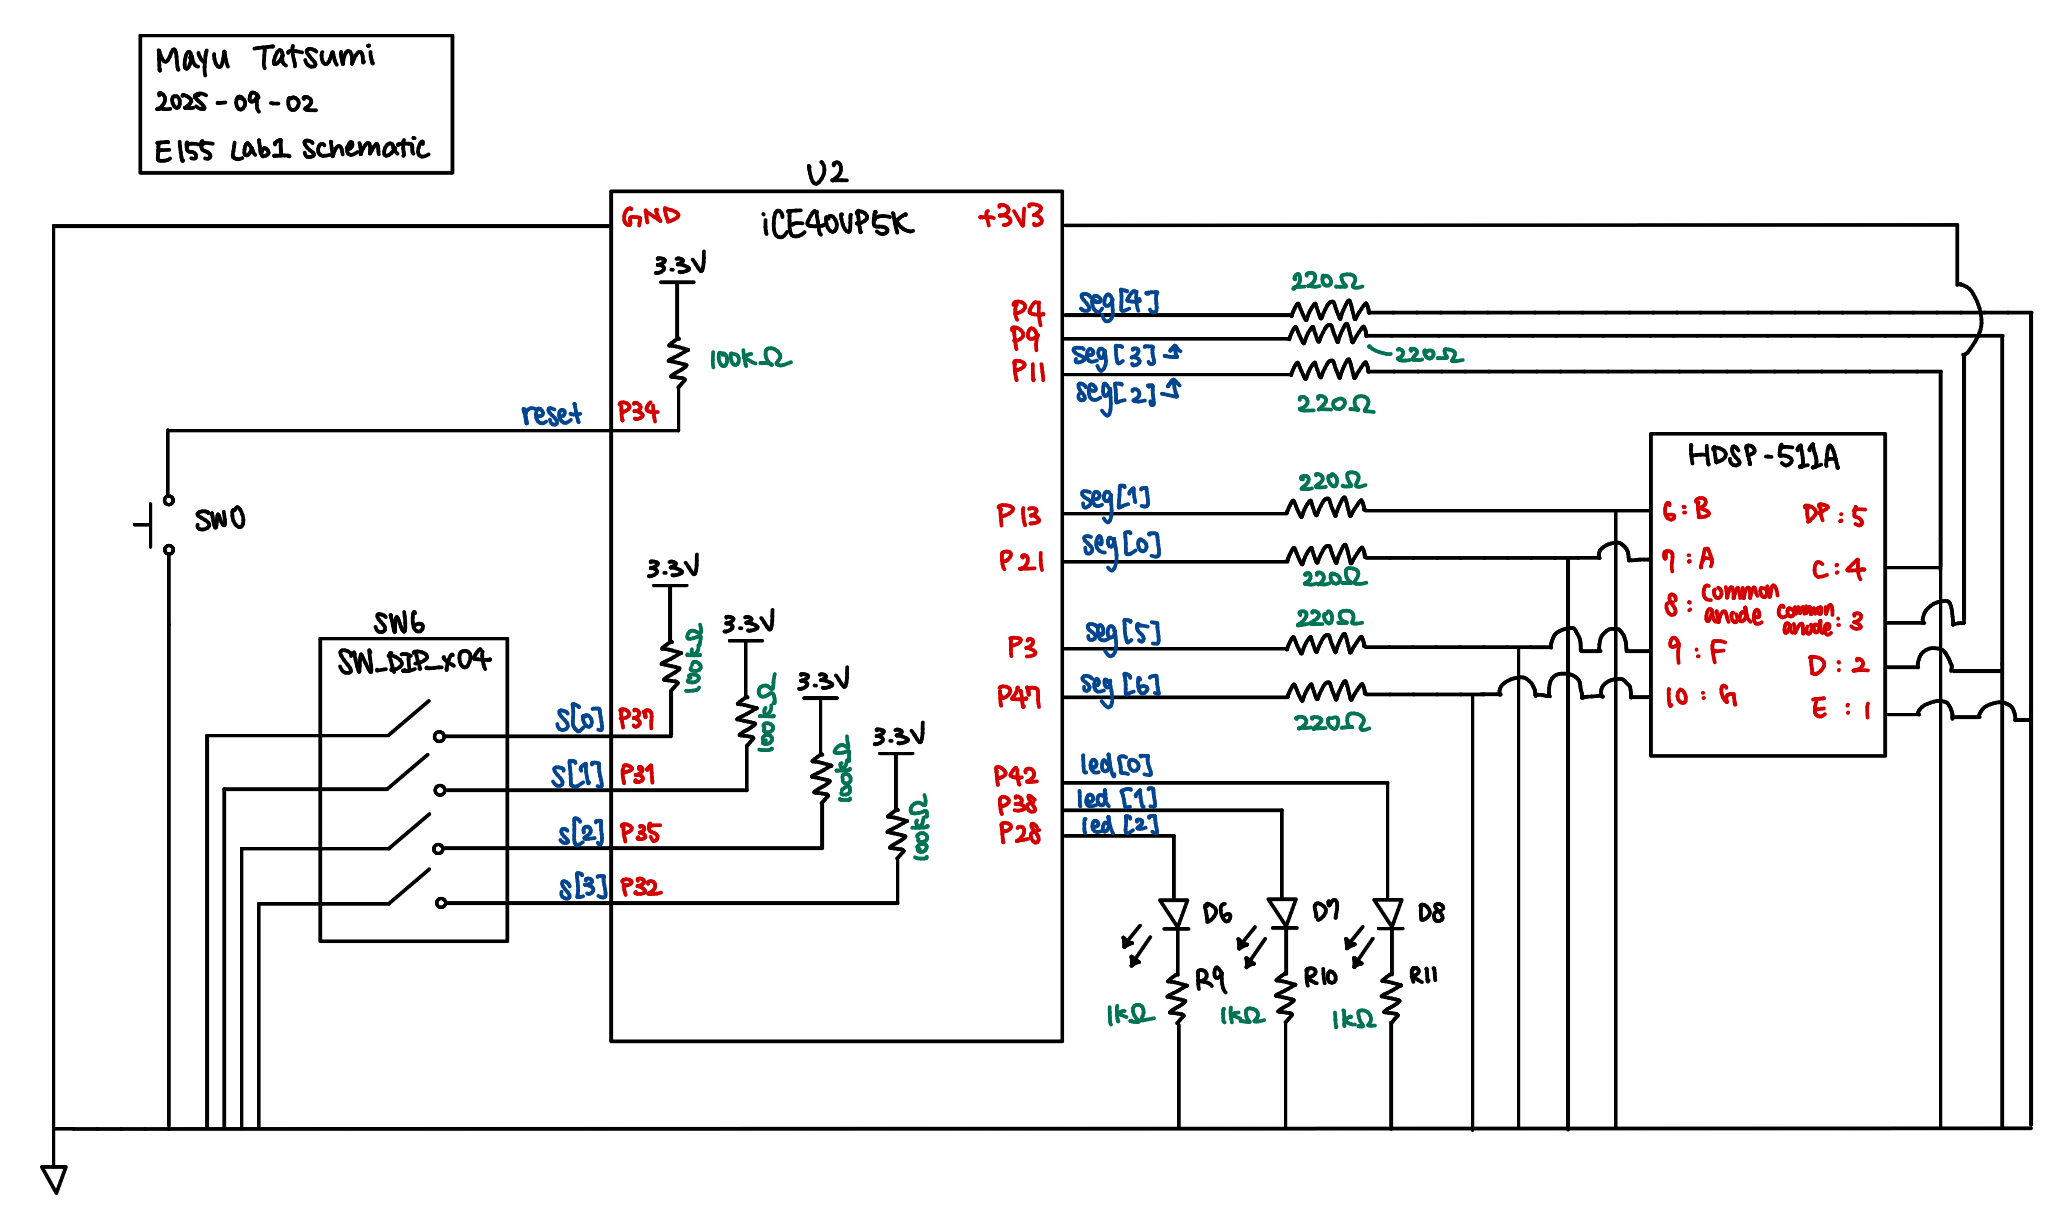 Mayu Tatsumi
2025-09-02
E155 Lab1 Schematic
U2
iCE40UP5K
GND
+3V3
3.3V
100kΩ
reset
P34
SW0
SW6
SW_DIP_x04
3.3V
100kΩ
3.3V
100kΩ
3.3V
100kΩ
3.3V
100kΩ
s[0] P37
s[1] P31
s[2] P35
s[3] P32
P4 seg[4] 220Ω
P9 seg[3] 220Ω
P11 seg[2] 220Ω
P13 seg[1] 220Ω
P21 seg[0] 220Ω
P3 seg[5] 220Ω
P47 seg[6] 220Ω
P42 led[0]
P38 led[1]
P28 led[2]
D6
D7
D8
R9
R10
R11
1kΩ
1kΩ
1kΩ
HDSP-511A
6:B
7:A
8: common anode
9:F
10:G
DP:5
C:4
common anode:3
D:2
E:1